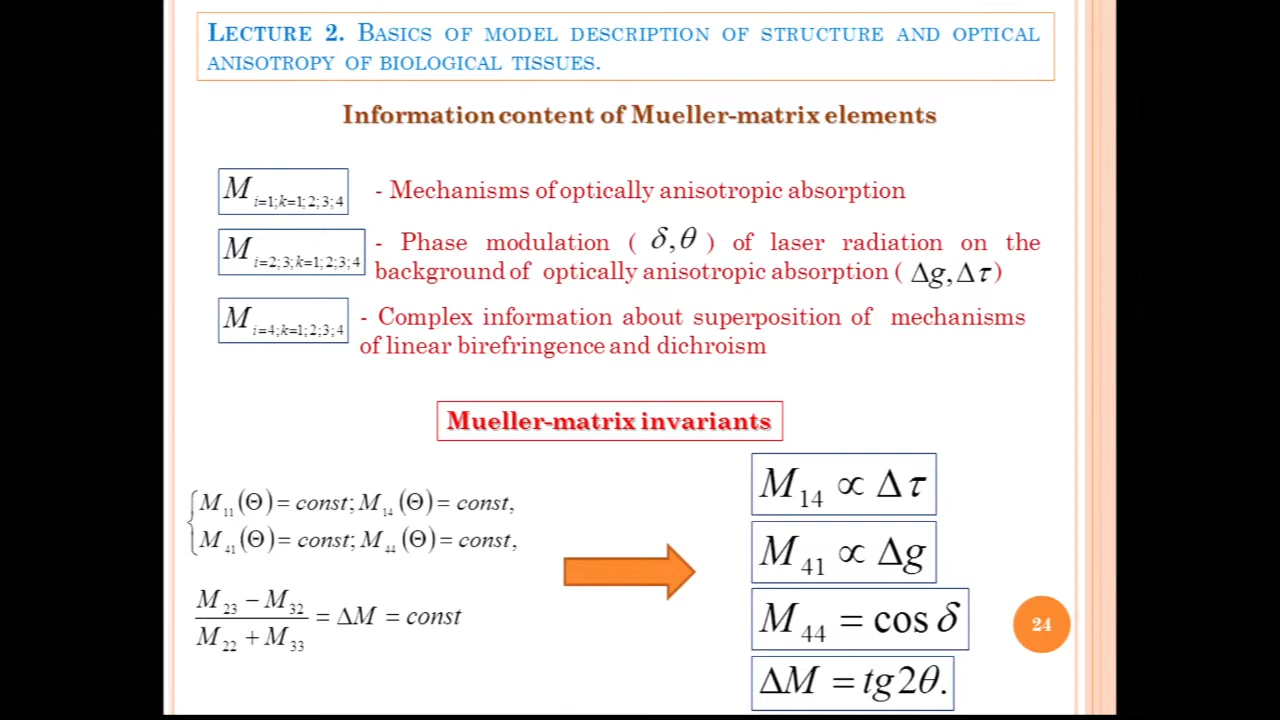 LECTURE 2. BASICS OF MODEL DESCRIPTION OF STRUCTURE AND OPTICAL
ANISOTROPY OF BIOLOGICAL TISSUES.
Information content of Mueller-matrix elements
M i=1;k=1;2;3;4 - Mechanisms of optically anisotropic absorption
M i=2;3;k=1;2;3;4 - Phase modulation ( δ,θ ) of laser radiation on the
background of optically anisotropic absorption ( Δg,Δτ )
M i=4;k=1;2;3;4 - Complex information about superposition of mechanisms
of linear birefringence and dichroism
Mueller-matrix invariants
{M11(Θ)= const; M14(Θ)= const,
M41(Θ)= const; M44(Θ)= const,
M23 − M32
M22 + M33
= ΔM = const
M14 ∝ Δτ
M41 ∝ Δg
M44 = cos δ
ΔM = tg2θ.
24